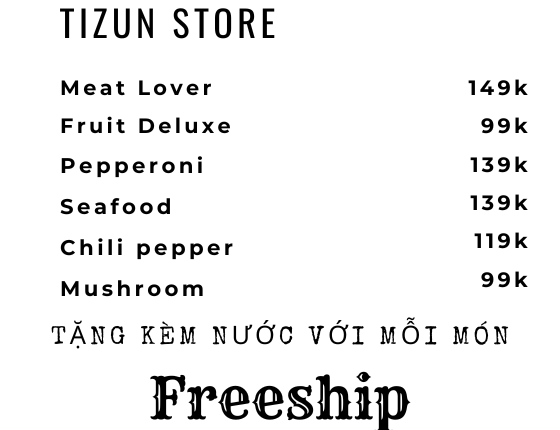 TIZUN STORE
Meat Lover 149k
Fruit Deluxe 99k
Pepperoni 139k
Seafood 139k
Chili pepper 119k
Mushroom 99k
TẶNG KÈM NƯỚC VỚI MỖI MÓN
Freeship